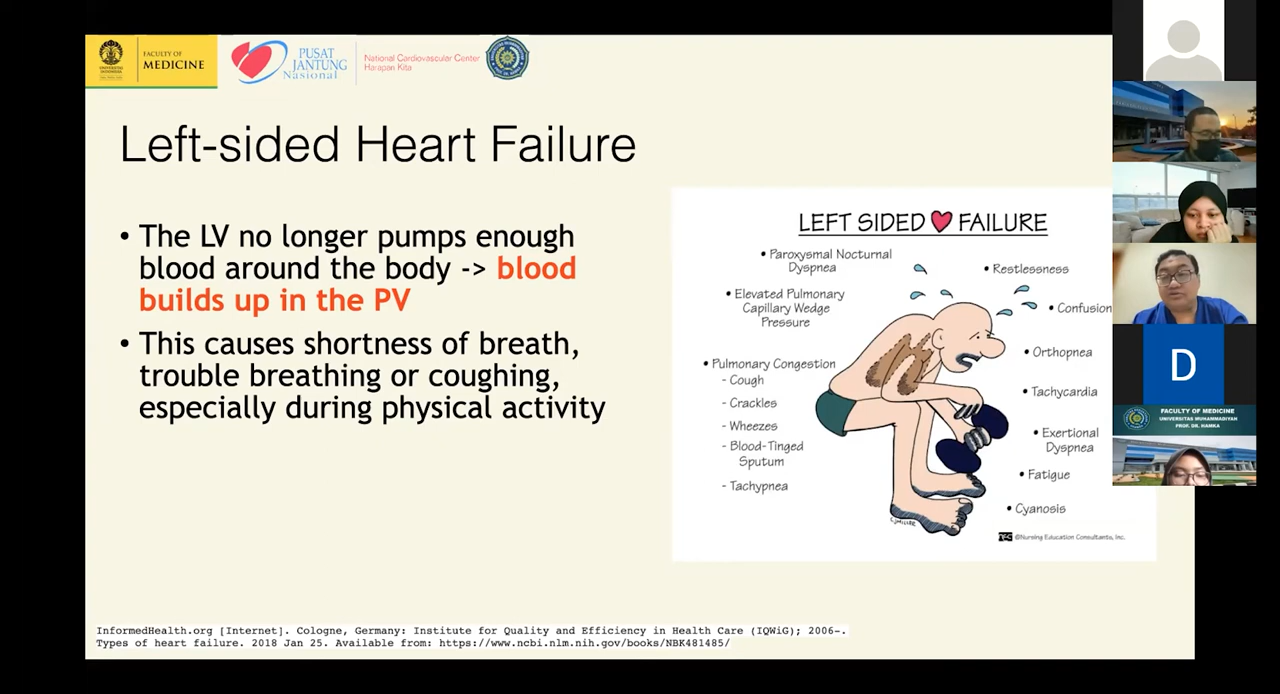 FACULTY OF
MEDICINE
PUSAT
JANTUNG
Nasional
National Cardiovascular Center
Harapan Kita
Left-sided Heart Failure
• The LV no longer pumps enough
blood around the body -> blood
builds up in the PV
• This causes shortness of breath,
trouble breathing or coughing,
especially during physical activity
LEFT SIDED FAILURE
• Paroxysmal Nocturnal
Dyspnea
• Elevated Pulmonary
Capillary Wedge
Pressure
• Pulmonary Congestion
- Cough
- Crackles
- Wheezes
- Blood-Tinged
Sputum
- Tachypnea
• Restlessness
• Confusion
• Orthopnea
• Tachycardia
• Exertional
Dyspnea
• Fatigue
• Cyanosis
©Nursing Education Consultants, Inc.
InformedHealth.org [Internet]. Cologne, Germany: Institute for Quality and Efficiency in Health Care (IQWiG); 2006-.
Types of heart failure. 2018 Jan 25. Available from: https://www.ncbi.nlm.nih.gov/books/NBK481485/
D
FACULTY OF MEDICINE
UNIVERSITAS MUHAMMADIYAH
PROF. DR. HAMKA